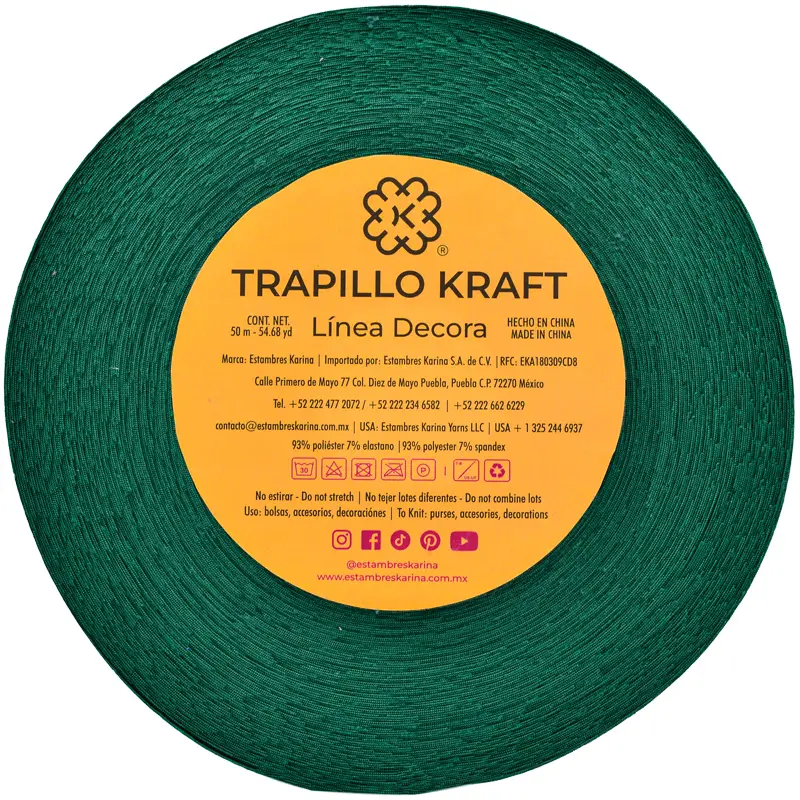 K
®
TRAPILLO KRAFT
CONT. NET.
50 m - 54.68 yd
Línea Decora
HECHO EN CHINA
MADE IN CHINA
Marca: Estambres Karina | Importado por: Estambres Karina S.A. de C.V. | RFC: EKA180309CD8
Calle Primero de Mayo 77 Col. Diez de Mayo Puebla, Puebla C.P. 72270 México
Tel. +52 222 477 2072 / +52 222 234 6582 | +52 222 662 6229
contacto@estambreskarina.com.mx | USA: Estambres Karina Yarns LLC | USA + 1 325 244 6937
93% poliéster 7% elastano | 93% polyester 7% spandex
30 P
No estirar - Do not stretch | No tejer lotes diferentes - Do not combine lots
Uso: bolsas, accesorios, decoraciónes | To Knit: purses, accesories, decorations
@estambreskarina
www.estambreskarina.com.mx